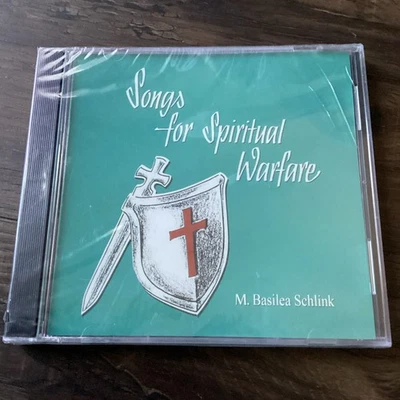 Songs
for Spiritual
Warfare
M. Basilea Schlink